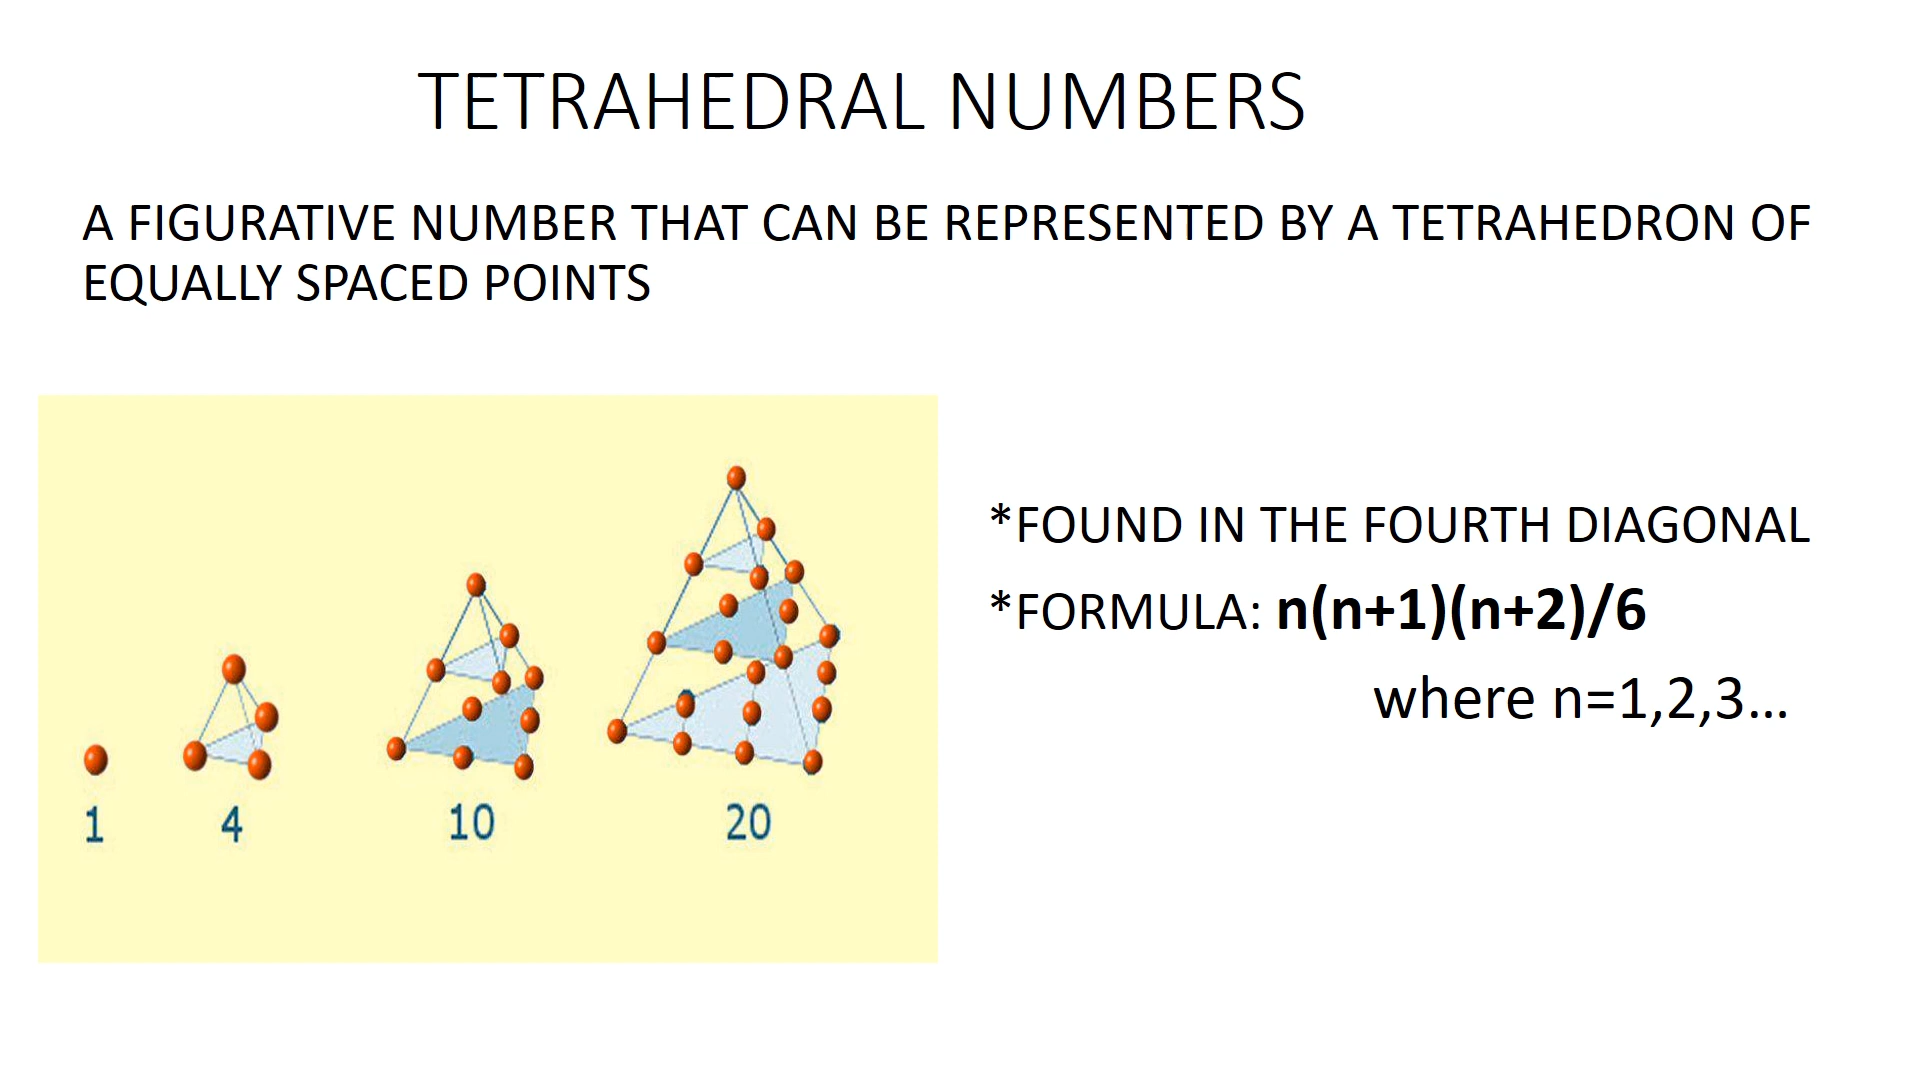 TETRAHEDRAL NUMBERS
A FIGURATIVE NUMBER THAT CAN BE REPRESENTED BY A TETRAHEDRON OF
EQUALLY SPACED POINTS
*FOUND IN THE FOURTH DIAGONAL
*FORMULA: n(n+1)(n+2)/6
where n=1,2,3...
1 4 10 20